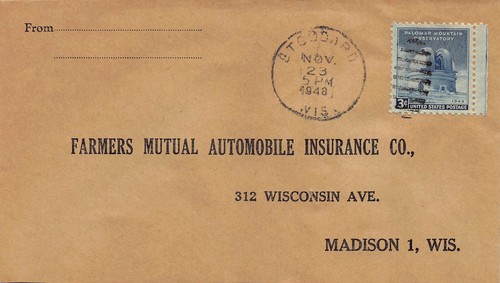 From
STODDARD
NOV.
23
5 PM
1948
WIS.
PALOMAR MOUNTAIN
OBSERVATORY
1948
3¢ UNITED STATES POSTAGE
FARMERS MUTUAL AUTOMOBILE INSURANCE CO.,
312 WISCONSIN AVE.
MADISON 1, WIS.